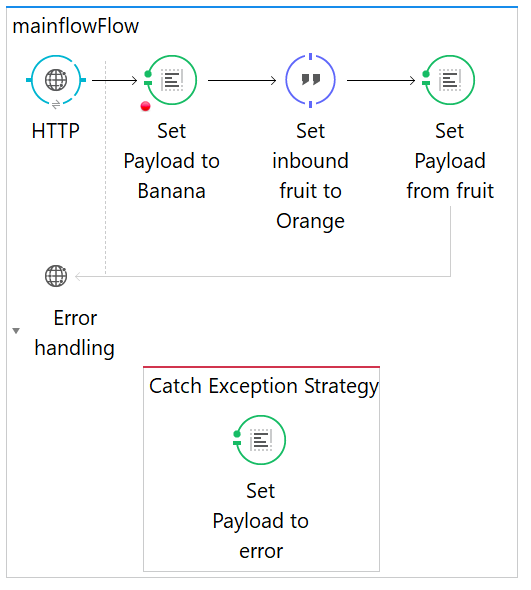 mainflowFlow
HTTP
Set
Payload to
Banana
Set
inbound
fruit to
Orange
Set
Payload
from fruit
Error
handling
Catch Exception Strategy
Set
Payload to
error